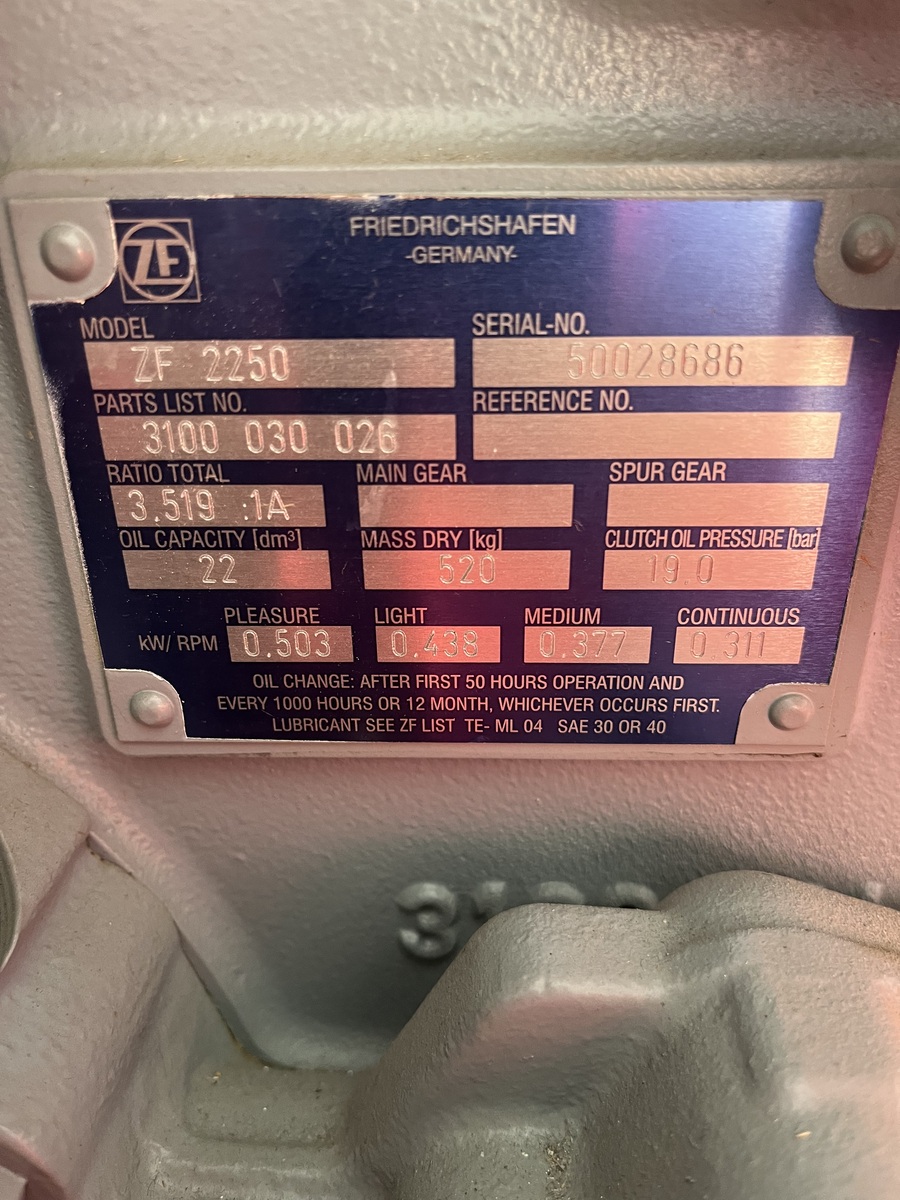 ZF
FRIEDRICHSHAFEN
-GERMANY-
MODEL SERIAL-NO.
ZF 2250 50028686
PARTS LIST NO. REFERENCE NO.
3100 030 026
RATIO TOTAL MAIN GEAR SPUR GEAR
3.519 :1A
OIL CAPACITY [dm³] MASS DRY [kg] CLUTCH OIL PRESSURE [bar]
22 520 19.0
PLEASURE LIGHT MEDIUM CONTINUOUS
kW/ RPM 0.503 0.438 0.377 0.311
OIL CHANGE: AFTER FIRST 50 HOURS OPERATION AND
EVERY 1000 HOURS OR 12 MONTH, WHICHEVER OCCURS FIRST.
LUBRICANT SEE ZF LIST TE- ML 04 SAE 30 OR 40